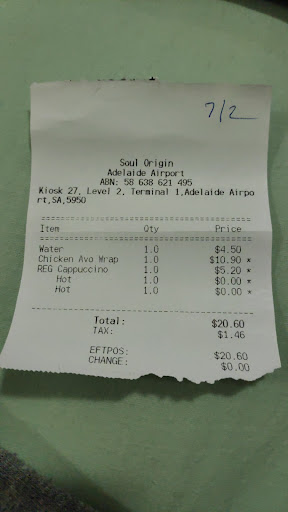 7/2
Soul Origin
Adelaide Airport
ABN: 58 638 621 495
Kiosk 27, Level 2, Terminal 1,Adelaide Airpo
rt,SA,5950
Item Qty Price
Water 1.0 $4.50
Chicken Avo Wrap 1.0 $10.90 *
REG Cappuccino 1.0 $5.20 *
Hot 1.0 $0.00 *
Hot 1.0 $0.00 *
Total: $20.60
TAX: $1.46
EFTPOS: $20.60
CHANGE: $0.00